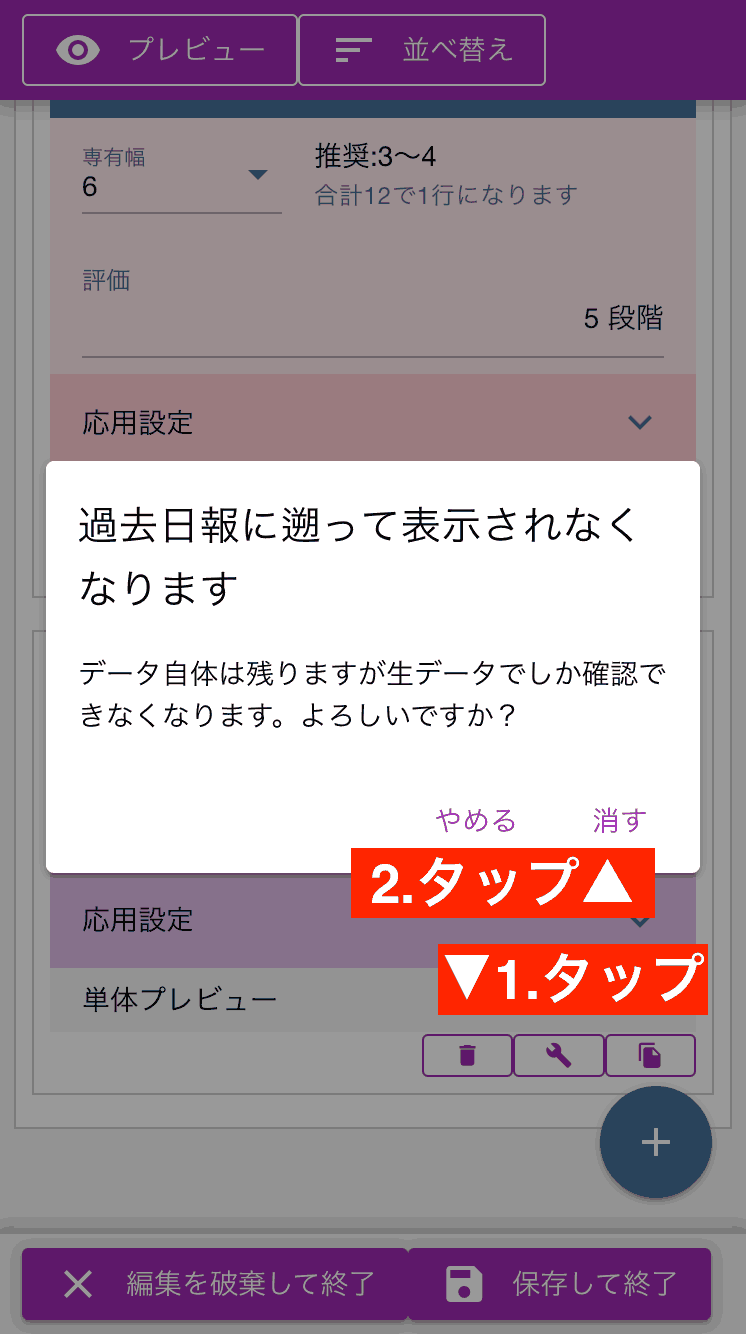 プレビュー
並べ替え
専有幅
6
推奨:3〜4
合計12で1行になります
評価
5 段階
応用設定
過去日報に遡って表示されなく
なります
データ自体は残りますが生データでしか確認で
きなくなります。よろしいですか？
やめる
消す
2.タップ▲
応用設定
▼1.タップ
単体プレビュー
編集を破棄して終了
保存して終了